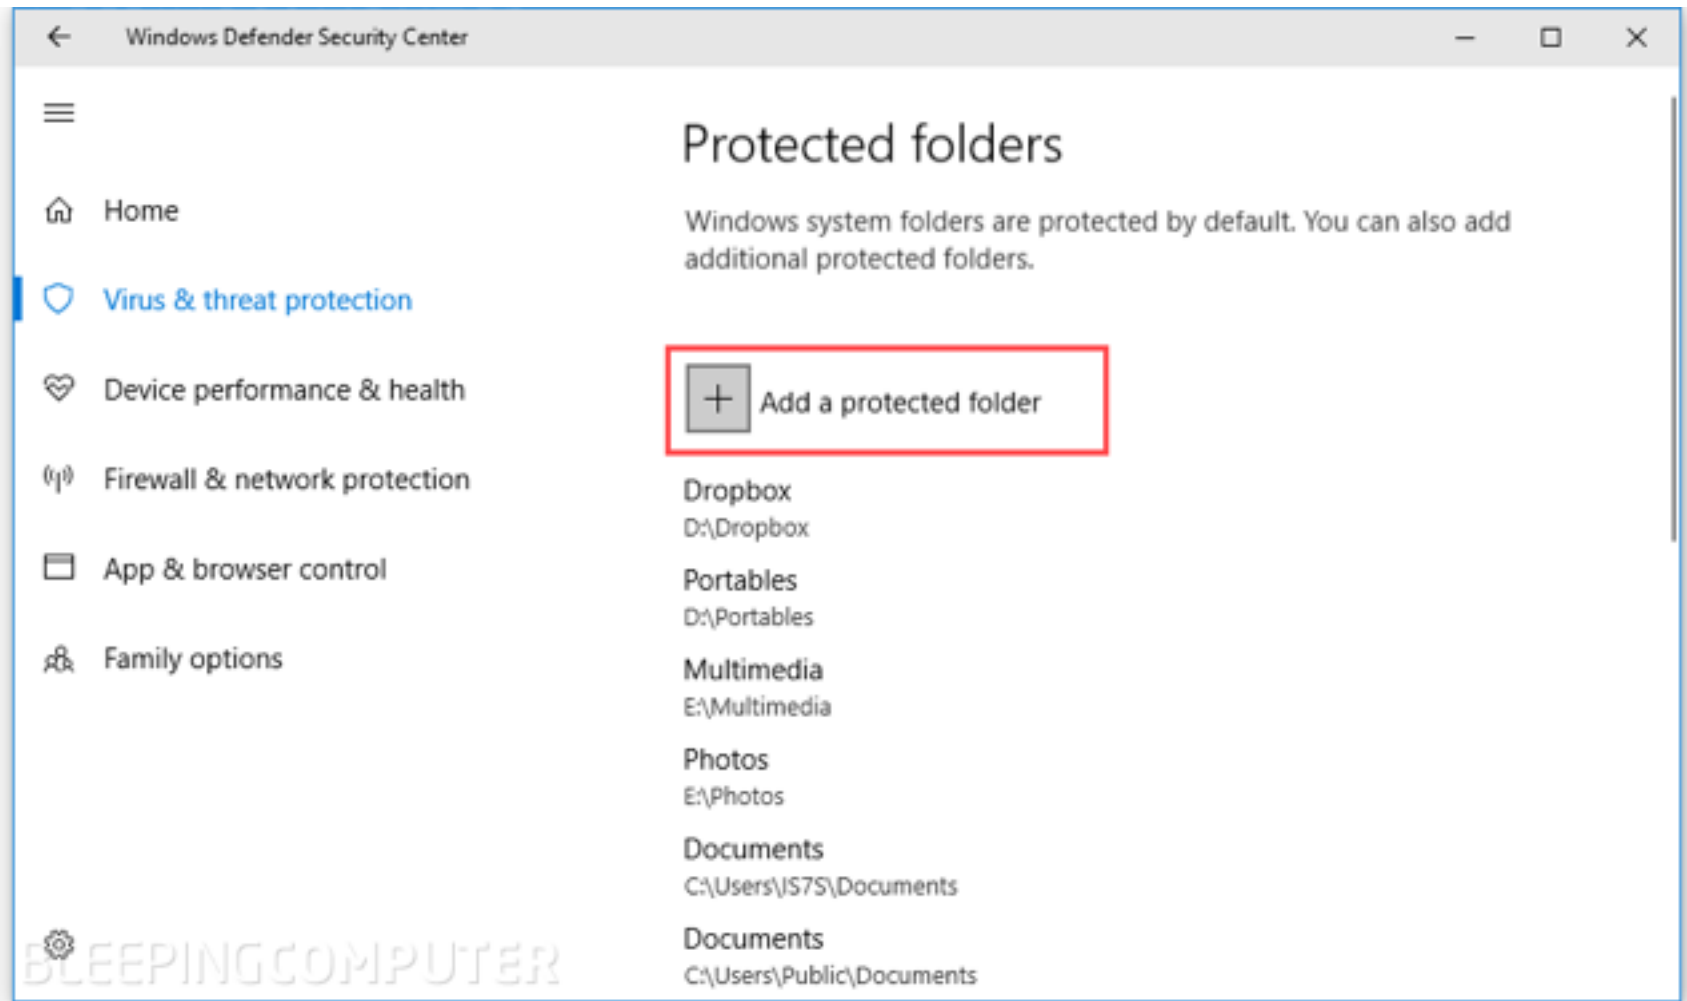 Windows Defender Security Center
Home
Virus & threat protection
Device performance & health
Firewall & network protection
App & browser control
Family options
Protected folders
Windows system folders are protected by default. You can also add
additional protected folders.
Add a protected folder
Dropbox
D:\Dropbox
Portables
D:\Portables
Multimedia
E:\Multimedia
Photos
E:\Photos
Documents
C:\Users\IS7S\Documents
Documents
C:\Users\Public\Documents
BLEEPINGCOMPUTER